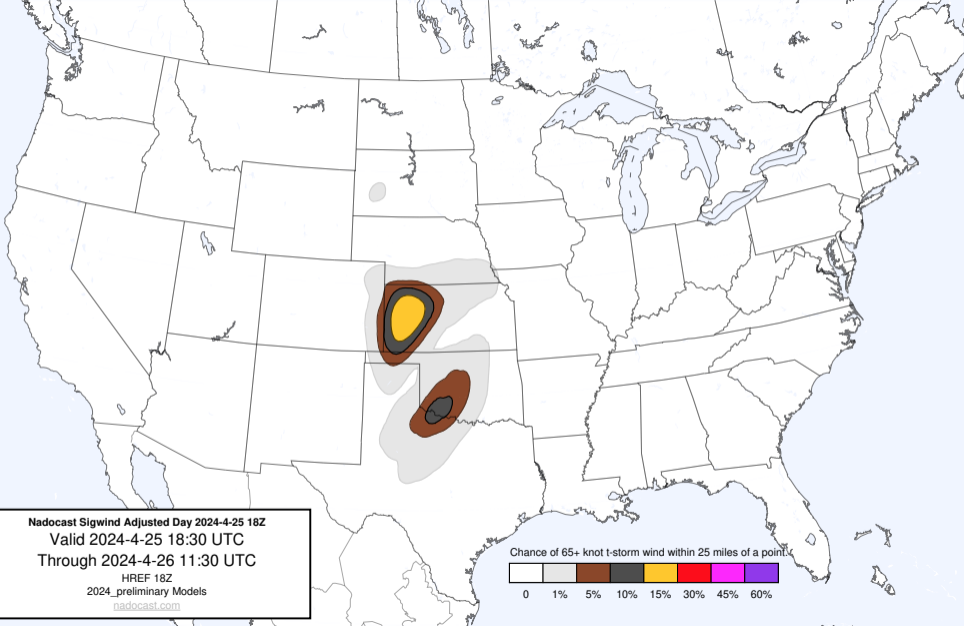 Nadocast Sigwind Adjusted Day 2024-4-25 18Z
Valid 2024-4-25 18:30 UTC
Through 2024-4-26 11:30 UTC
HREF 18Z
2024_preliminary Models
nadocast.com
Chance of 65+ knot t-storm wind within 25 miles of a point.
0 1% 5% 10% 15% 30% 45% 60%